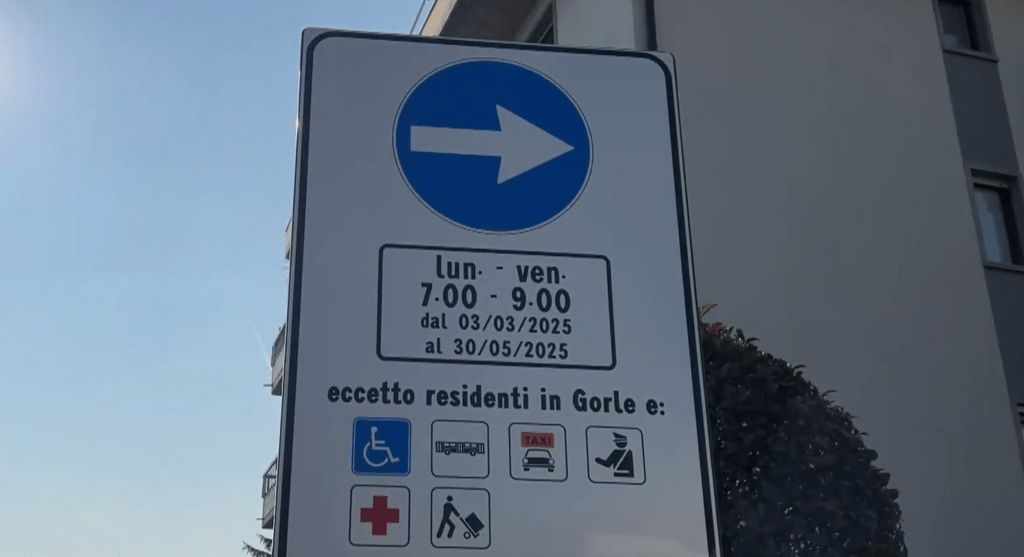 lun. - ven.
7.00 - 9.00
dal 03/03/2025
al 30/05/2025
eccetto residenti in Gorle e:
TAXI